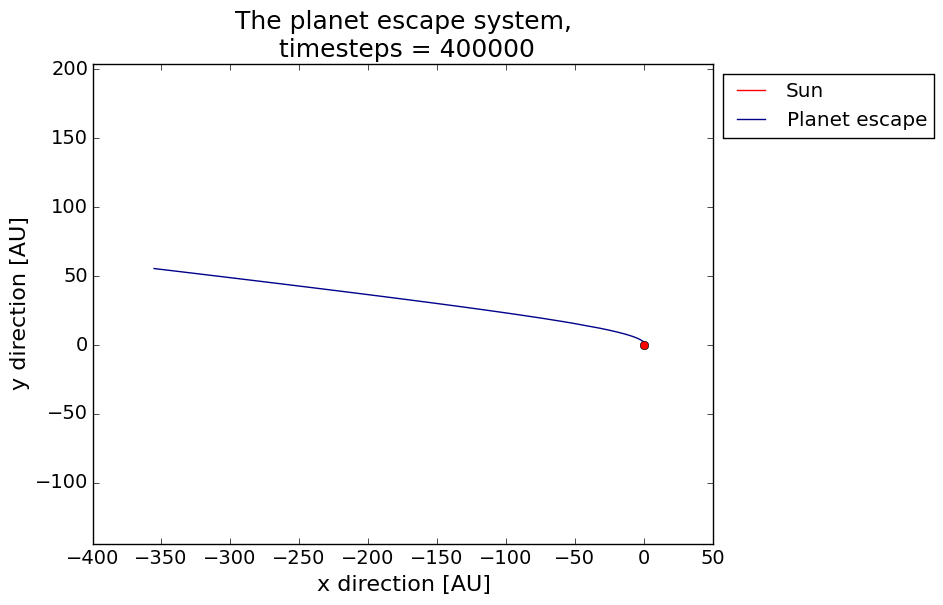 The planet escape system,
timesteps = 400000
Sun
Planet escape
200
150
100
50
0
−50
−100
y direction [AU]
−400 −350 −300 −250 −200 −150 −100 −50 0 50
x direction [AU]